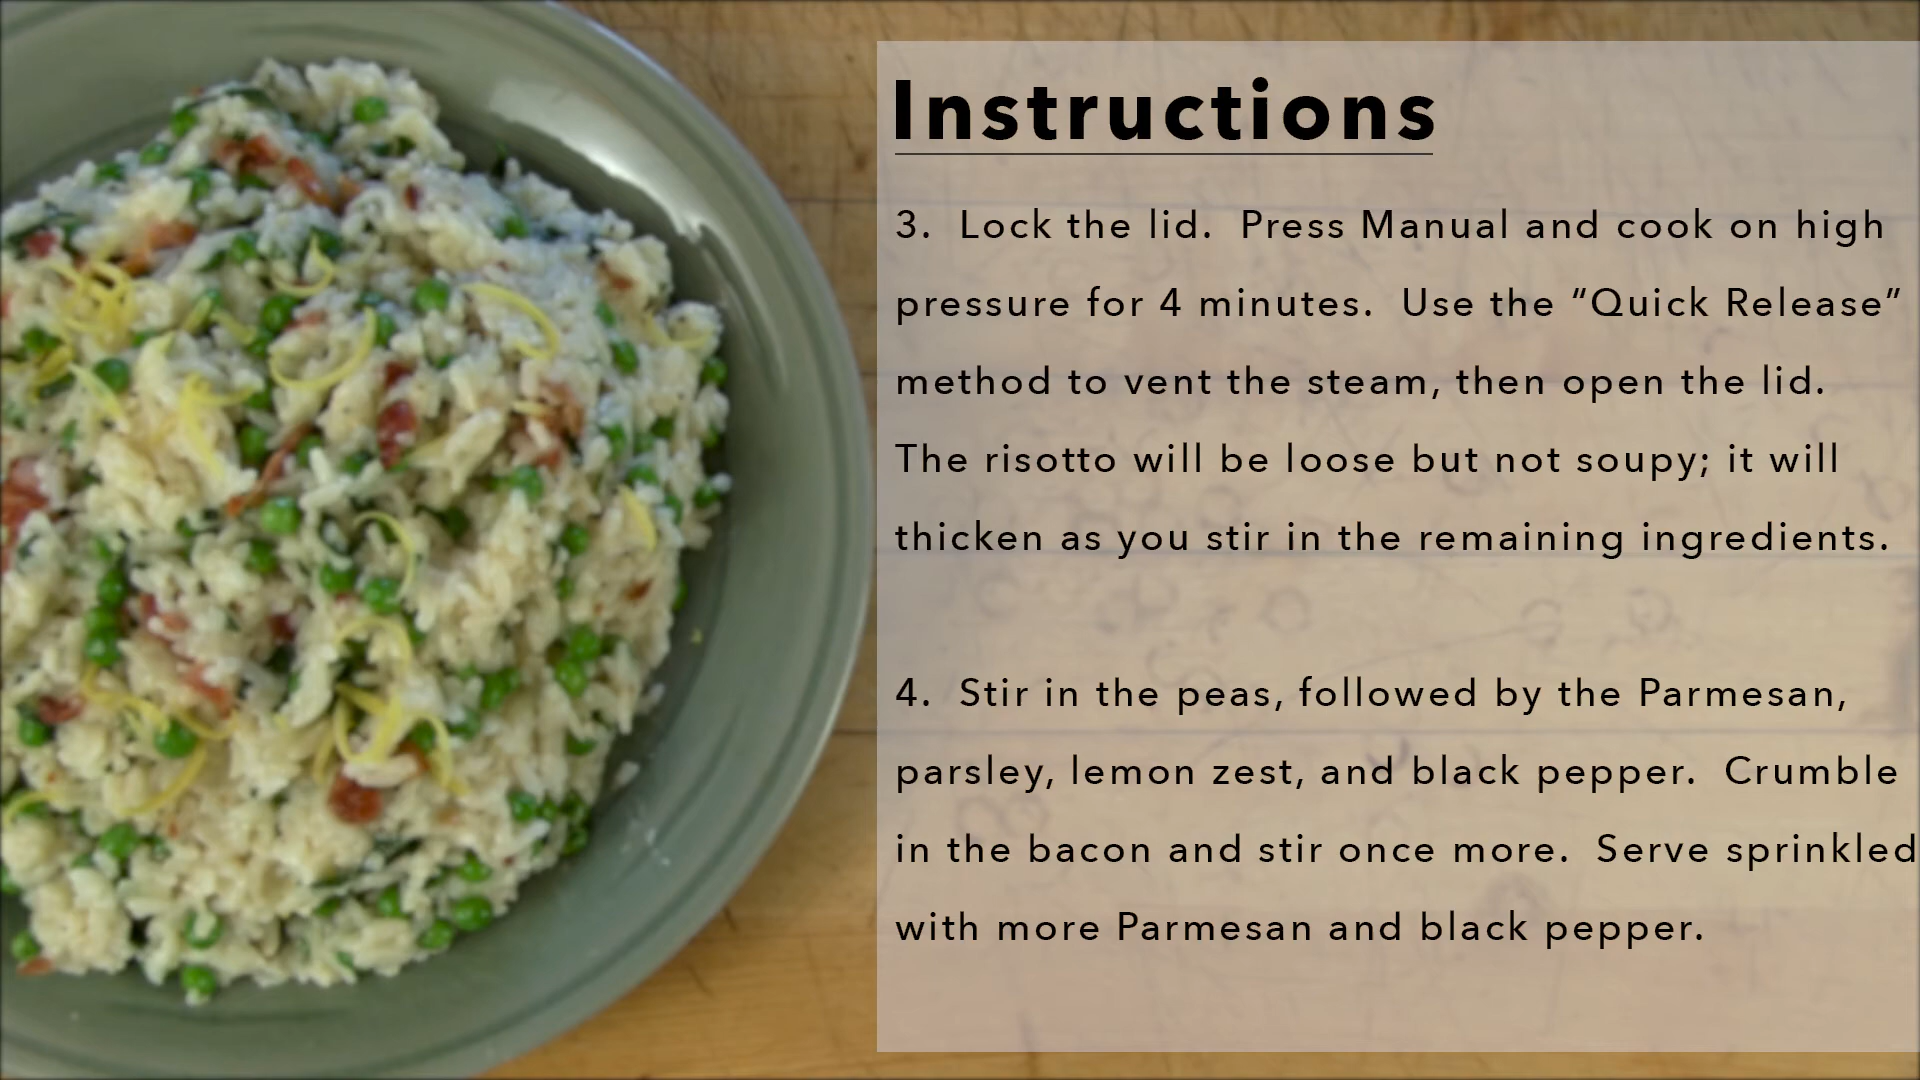 Instructions
3.  Lock the lid.  Press Manual and cook on high
pressure for 4 minutes.  Use the “Quick Release”
method to vent the steam, then open the lid.
The risotto will be loose but not soupy; it will
thicken as you stir in the remaining ingredients.
4.  Stir in the peas, followed by the Parmesan,
parsley, lemon zest, and black pepper.  Crumble
in the bacon and stir once more.  Serve sprinkled
with more Parmesan and black pepper.